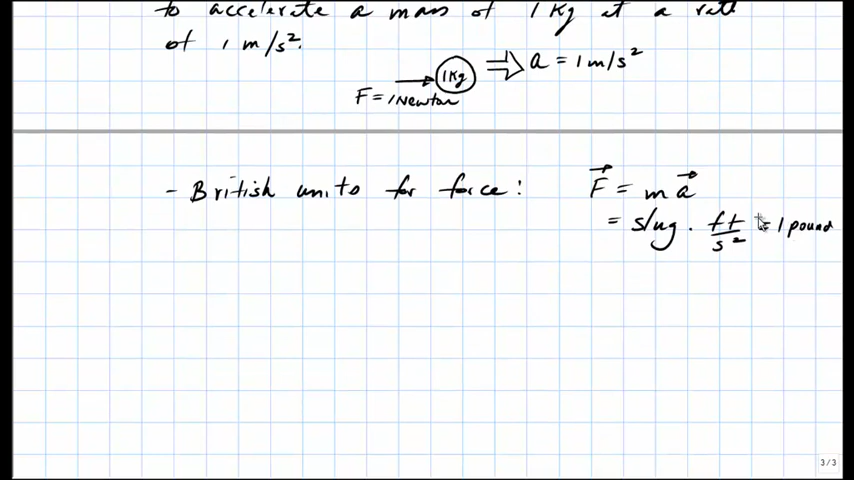 to accelerate a mass of 1 Kg at a rate
of 1 m/s².
1Kg ⇒ a = 1 m/s²
F = 1 Newton
- British units for force: F⃗ = m a⃗
= slug · ft/s² = 1 pound
3/3